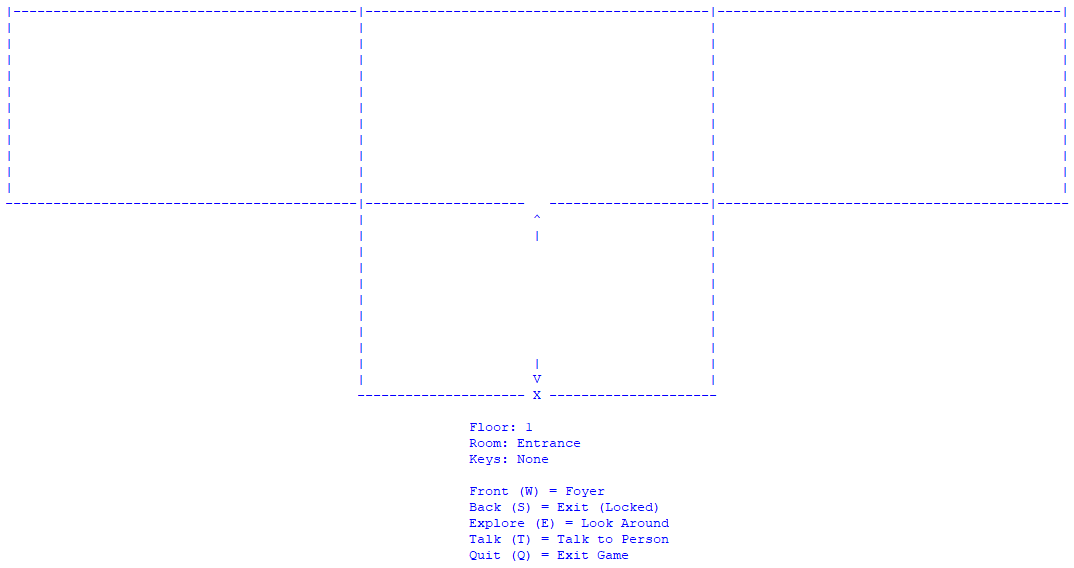 ^
V
X
Floor: 1
Room: Entrance
Keys: None
Front (W) = Foyer
Back (S) = Exit (Locked)
Explore (E) = Look Around
Talk (T) = Talk to Person
Quit (Q) = Exit Game